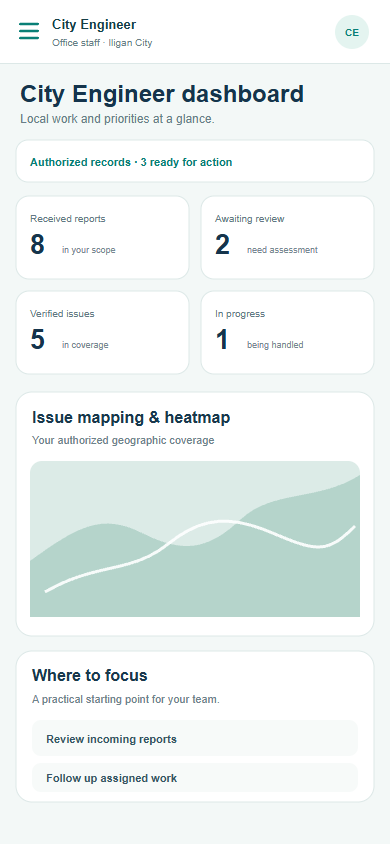 City Engineer
Office staff · Iligan City
CE
City Engineer dashboard
Local work and priorities at a glance.
Authorized records · 3 ready for action
Received reports
8 in your scope
Awaiting review
2 need assessment
Verified issues
5 in coverage
In progress
1 being handled
Issue mapping & heatmap
Your authorized geographic coverage
Where to focus
A practical starting point for your team.
Review incoming reports
Follow up assigned work